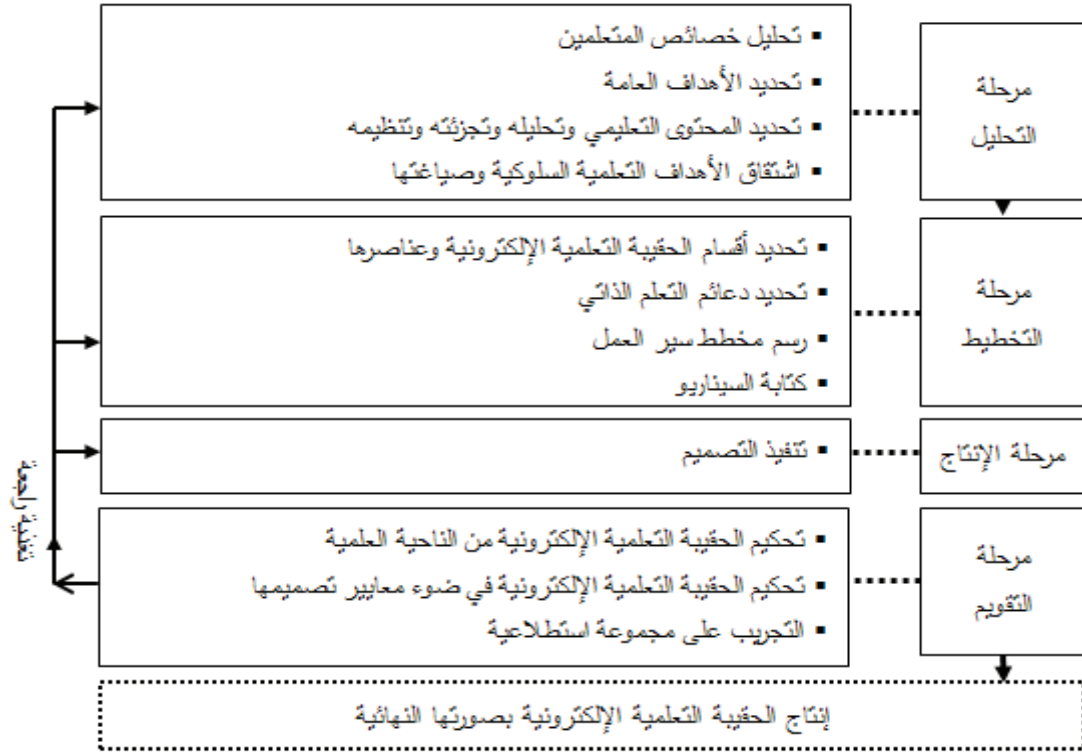 مرحلة
التحليل
▪ تحليل خصائص المتعلمين
▪ تحديد الأهداف العامة
▪ تحديد المحتوى التعليمي وتحليله وتجزئته وتنظيمه
▪ اشتقاق الأهداف التعلمية السلوكية وصياغتها
مرحلة
التخطيط
▪ تحديد أقسام الحقيبة التعلمية الإلكترونية وعناصرها
▪ تحديد دعائم التعلم الذاتي
▪ رسم مخطط سير العمل
▪ كتابة السيناريو
مرحلة الإنتاج
▪ تنفيذ التصميم
مرحلة
التقويم
▪ تحكيم الحقيبة التعلمية الإلكترونية من الناحية العلمية
▪ تحكيم الحقيبة التعلمية الإلكترونية في ضوء معايير تصميمها
▪ التجريب على مجموعة استطلاعية
تغذية راجعة
إنتاج الحقيبة التعلمية الإلكترونية بصورتها النهائية